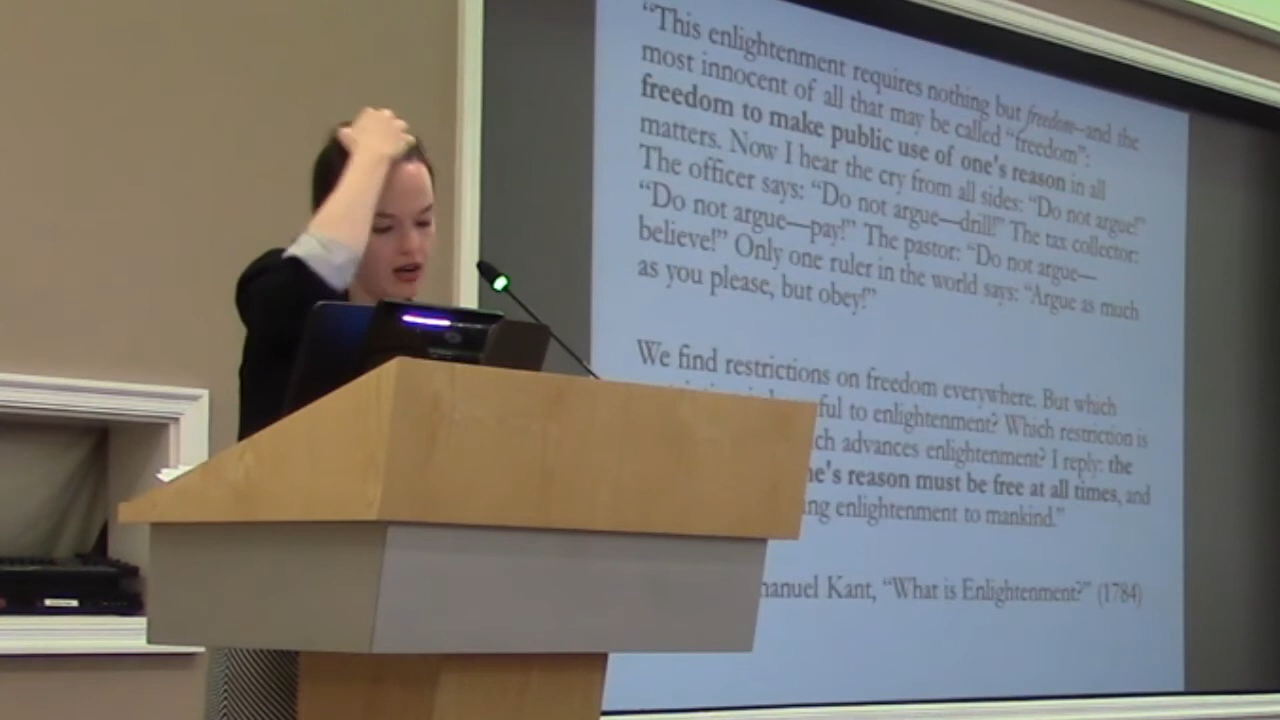 “This enlightenment requires nothing but freedom—and the
most innocent of all that may be called “freedom”:
freedom to make public use of one's reason in all
matters. Now I hear the cry from all sides: “Do not argue!”
The officer says: “Do not argue—drill!” The tax collector:
“Do not argue—pay!” The pastor: “Do not argue—
believe!” Only one ruler in the world says: “Argue as much
as you please, but obey!”
We find restrictions on freedom everywhere. But which
ful to enlightenment? Which restriction is
ch advances enlightenment? I reply: the
ne's reason must be free at all times, and
ng enlightenment to mankind.”
manuel Kant, “What is Enlightenment?” (1784)